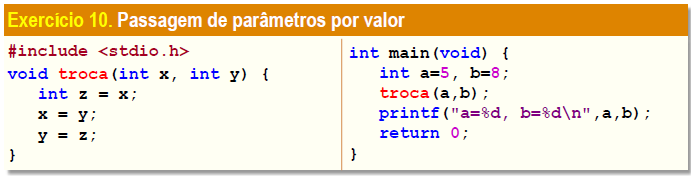 Exercício 10. Passagem de parâmetros por valor
#include <stdio.h>
void troca(int x, int y) {
int z = x;
x = y;
y = z;
}
int main(void) {
int a=5, b=8;
troca(a,b);
printf("a=%d, b=%d\n",a,b);
return 0;
}